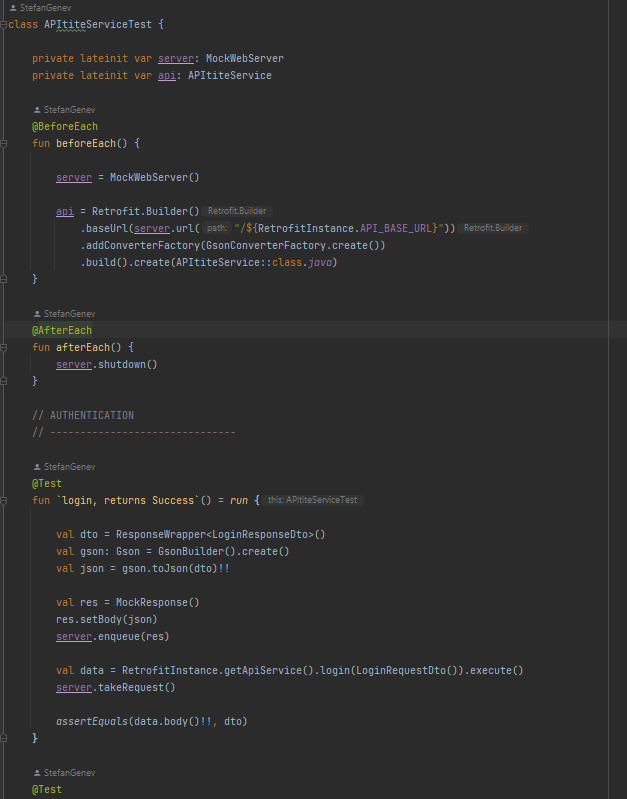 StefanGenev
class APItiteServiceTest {
private lateinit var server: MockWebServer
private lateinit var api: APItiteService
StefanGenev
@BeforeEach
fun beforeEach() {
server = MockWebServer()
api = Retrofit.Builder() Retrofit.Builder
.baseUrl(server.url( path: "/${RetrofitInstance.API_BASE_URL}")) Retrofit.Builder
.addConverterFactory(GsonConverterFactory.create())
.build().create(APItiteService::class.java)
}
StefanGenev
@AfterEach
fun afterEach() {
server.shutdown()
}
// AUTHENTICATION
// -------------------------------
StefanGenev
@Test
fun `login, returns Success`() = run { this: APItiteServiceTest
val dto = ResponseWrapper<LoginResponseDto>()
val gson: Gson = GsonBuilder().create()
val json = gson.toJson(dto)!!
val res = MockResponse()
res.setBody(json)
server.enqueue(res)
val data = RetrofitInstance.getApiService().login(LoginRequestDto()).execute()
server.takeRequest()
assertEquals(data.body()!!, dto)
}
StefanGenev
@Test